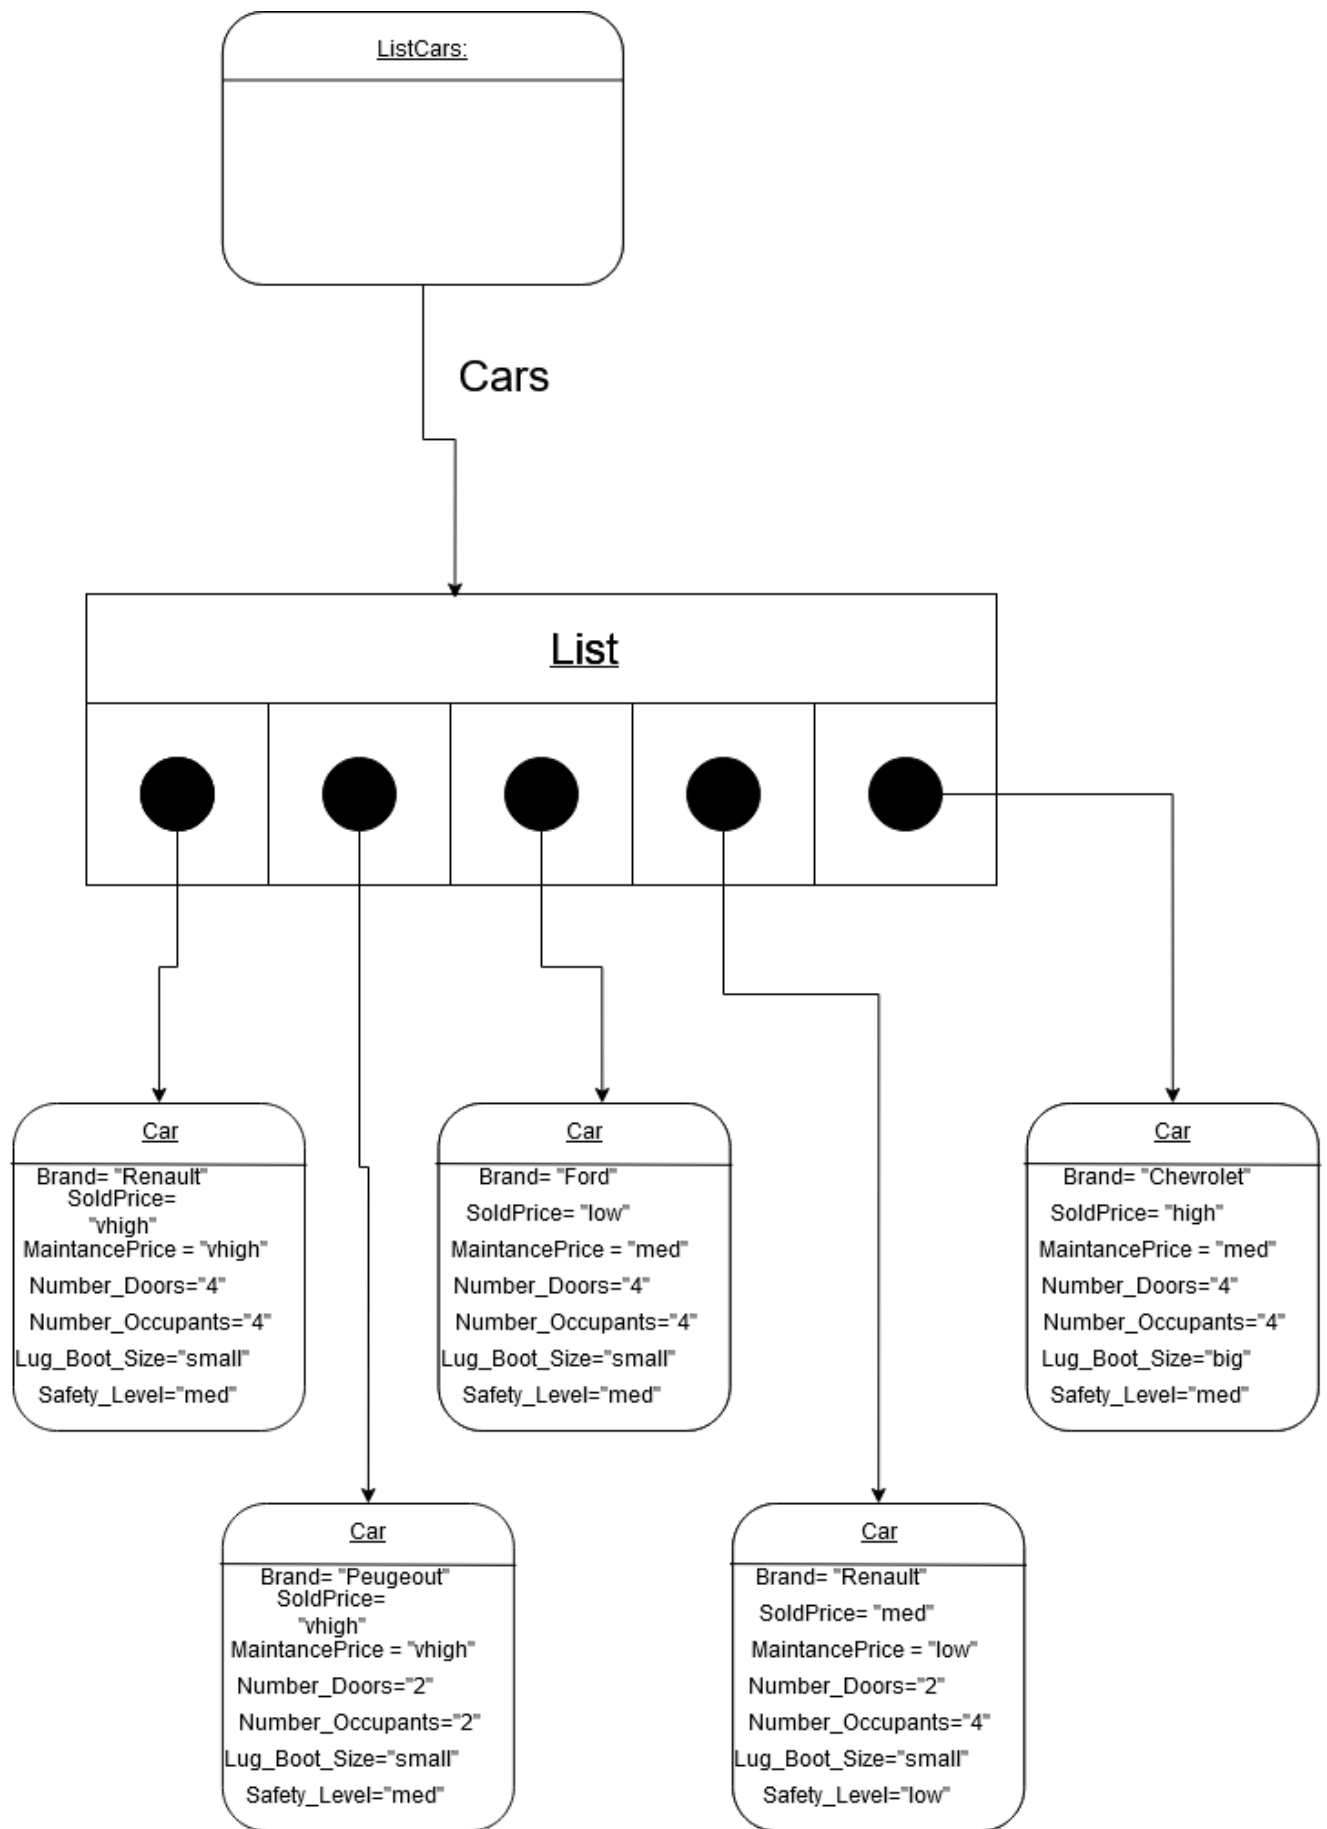 ListCars:
Cars
List
Car
Brand= "Renault"
SoldPrice=
"vhigh"
MaintancePrice = "vhigh"
Number_Doors="4"
Number_Occupants="4"
Lug_Boot_Size="small"
Safety_Level="med"
Car
Brand= "Ford"
SoldPrice= "low"
MaintancePrice = "med"
Number_Doors="4"
Number_Occupants="4"
Lug_Boot_Size="small"
Safety_Level="med"
Car
Brand= "Chevrolet"
SoldPrice= "high"
MaintancePrice = "med"
Number_Doors="4"
Number_Occupants="4"
Lug_Boot_Size="big"
Safety_Level="med"
Car
Brand= "Peugeout"
SoldPrice=
"vhigh"
MaintancePrice = "vhigh"
Number_Doors="2"
Number_Occupants="2"
Lug_Boot_Size="small"
Safety_Level="med"
Car
Brand= "Renault"
SoldPrice= "med"
MaintancePrice = "low"
Number_Doors="2"
Number_Occupants="4"
Lug_Boot_Size="small"
Safety_Level="low"